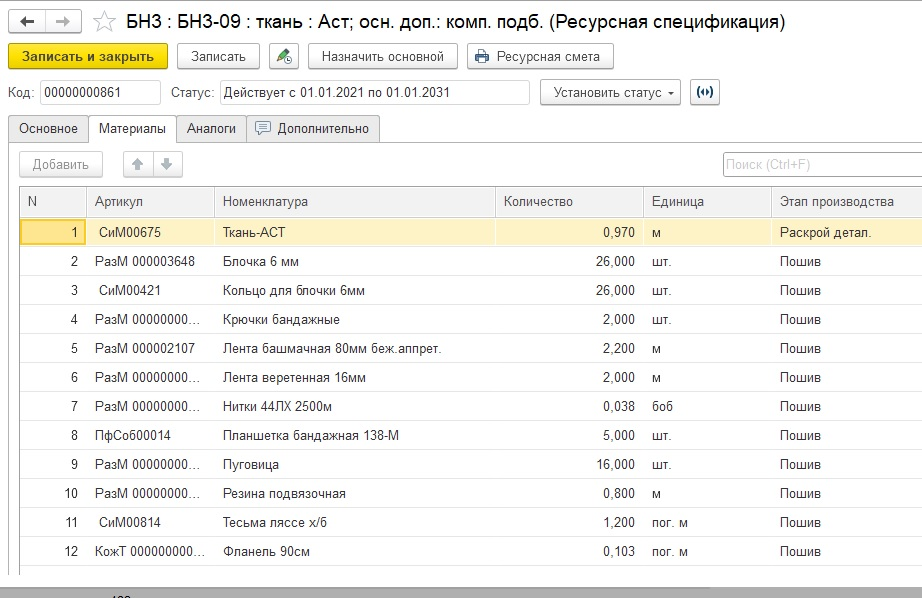 БНЗ : БНЗ-09 : ткань : Аст; осн. доп.: комп. подб. (Ресурсная спецификация)
Записать и закрыть Записать Назначить основной Ресурсная смета
Код: 00000000861 Статус: Действует с 01.01.2021 по 01.01.2031 Установить статус
Основное Материалы Аналоги Дополнительно
Добавить Поиск (Ctrl+F)
N Артикул Номенклатура Количество Единица Этап производства
1 СиМ00675 Ткань-АСТ 0,970 м Раскрой детал.
2 РазМ 000003648 Блочка 6 мм 26,000 шт. Пошив
3 СиМ00421 Кольцо для блочки 6мм 26,000 шт. Пошив
4 РазМ 00000000... Крючки бандажные 2,000 шт. Пошив
5 РазМ 000002107 Лента башмачная 80мм беж.аппрет. 2,200 м Пошив
6 РазМ 00000000... Лента веретенная 16мм 2,000 м Пошив
7 РазМ 00000000... Нитки 44ЛХ 2500м 0,038 боб Пошив
8 ПфСоб00014 Планшетка бандажная 138-М 5,000 шт. Пошив
9 РазМ 00000000... Пуговица 16,000 шт. Пошив
10 РазМ 00000000... Резина подвязочная 0,800 м Пошив
11 СиМ00814 Тесьма ляссе х/б 1,200 пог. м Пошив
12 КожТ 000000000... Фланель 90см 0,103 пог. м Пошив